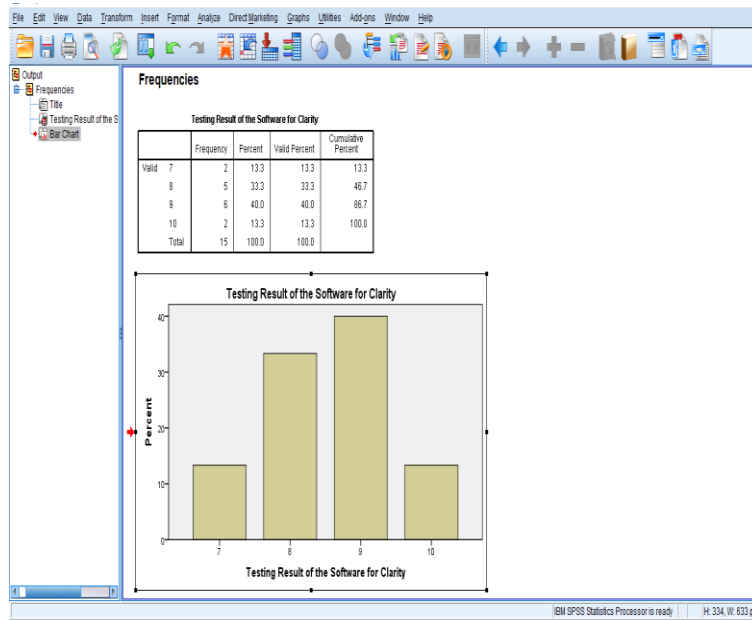 File Edit View Data Transform Insert Format Analyze Direct Marketing Graphs Utilities Add-ons Window Help
Output
Frequencies
Title
Testing Result of the S
Bar Chart
Frequencies
Testing Result of the Software for Clarity
Frequency Percent Valid Percent Cumulative Percent
Valid 7 2 13.3 13.3 13.3
8 5 33.3 33.3 46.7
9 6 40.0 40.0 86.7
10 2 13.3 13.3 100.0
Total 15 100.0 100.0
Testing Result of the Software for Clarity
Percent
40
30
20
10
0
7 8 9 10
Testing Result of the Software for Clarity
IBM SPSS Statistics Processor is ready H: 334, W: 633 p